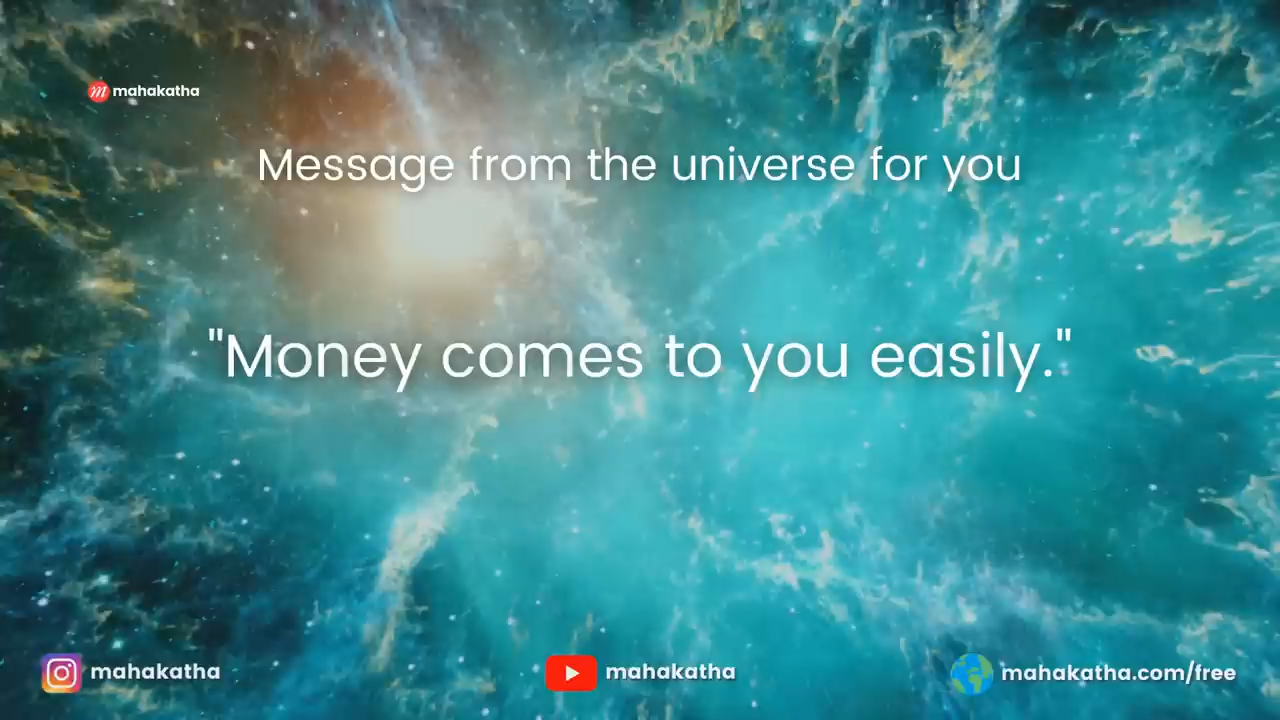 mahakatha
Message from the universe for you
"Money comes to you easily."
mahakatha
mahakatha
mahakatha.com/free